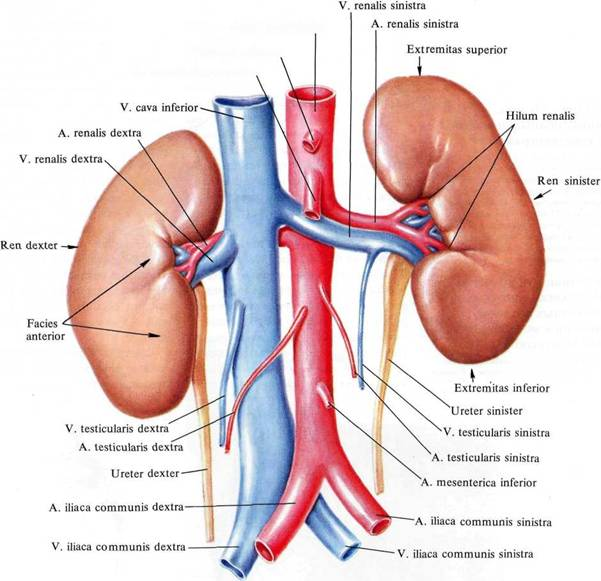 V. renalis sinistra
A. renalis sinistra
Extremitas superior
V. cava inferior
Hilum renalis
A. renalis dextra
V. renalis dextra
Ren sinister
Ren dexter
Facies
anterior
Extremitas inferior
Ureter sinister
V. testicularis dextra
V. testicularis sinistra
A. testicularis dextra
A. testicularis sinistra
Ureter dexter
A. mesenterica inferior
A. iliaca communis dextra
A. iliaca communis sinistra
V. iliaca communis dextra
V. iliaca communis sinistra